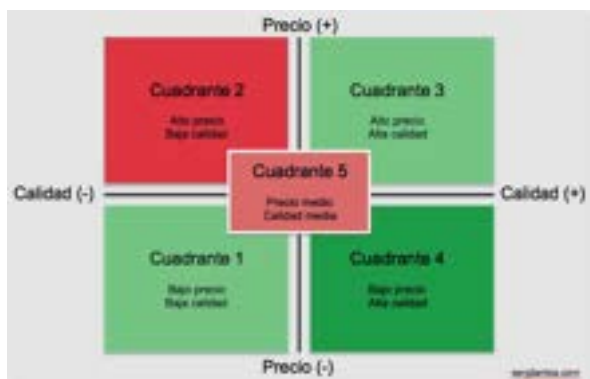 Precio (+)
Cuadrante 2
Alto precio
Baja calidad
Cuadrante 3
Alto precio
Alta calidad
Calidad (-)
Cuadrante 5
Precio medio
Calidad media
Calidad (+)
Cuadrante 1
Bajo precio
Baja calidad
Cuadrante 4
Bajo precio
Alta calidad
Precio (-)